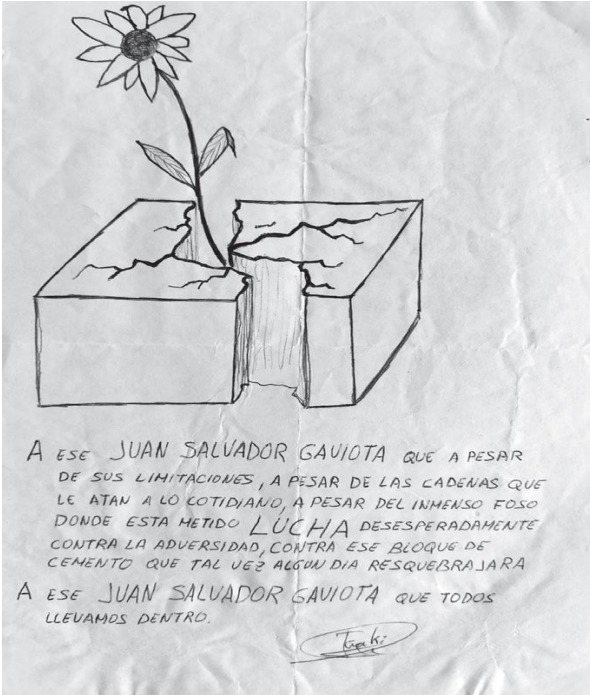 A ESE JUAN SALVADOR GAVIOTA QUE A PESAR
DE SUS LIMITACIONES, A PESAR DE LAS CADENAS QUE
LE ATAN A LO COTIDIANO, A PESAR DEL INMENSO FOSO
DONDE ESTA METIDO LUCHA DESESPERADAMENTE
CONTRA LA ADVERSIDAD, CONTRA ESE BLOQUE DE
CEMENTO QUE TAL VEZ ALGUN DIA RESQUEBRAJARA
A ESE JUAN SALVADOR GAVIOTA QUE TODOS
LLEVAMOS DENTRO.